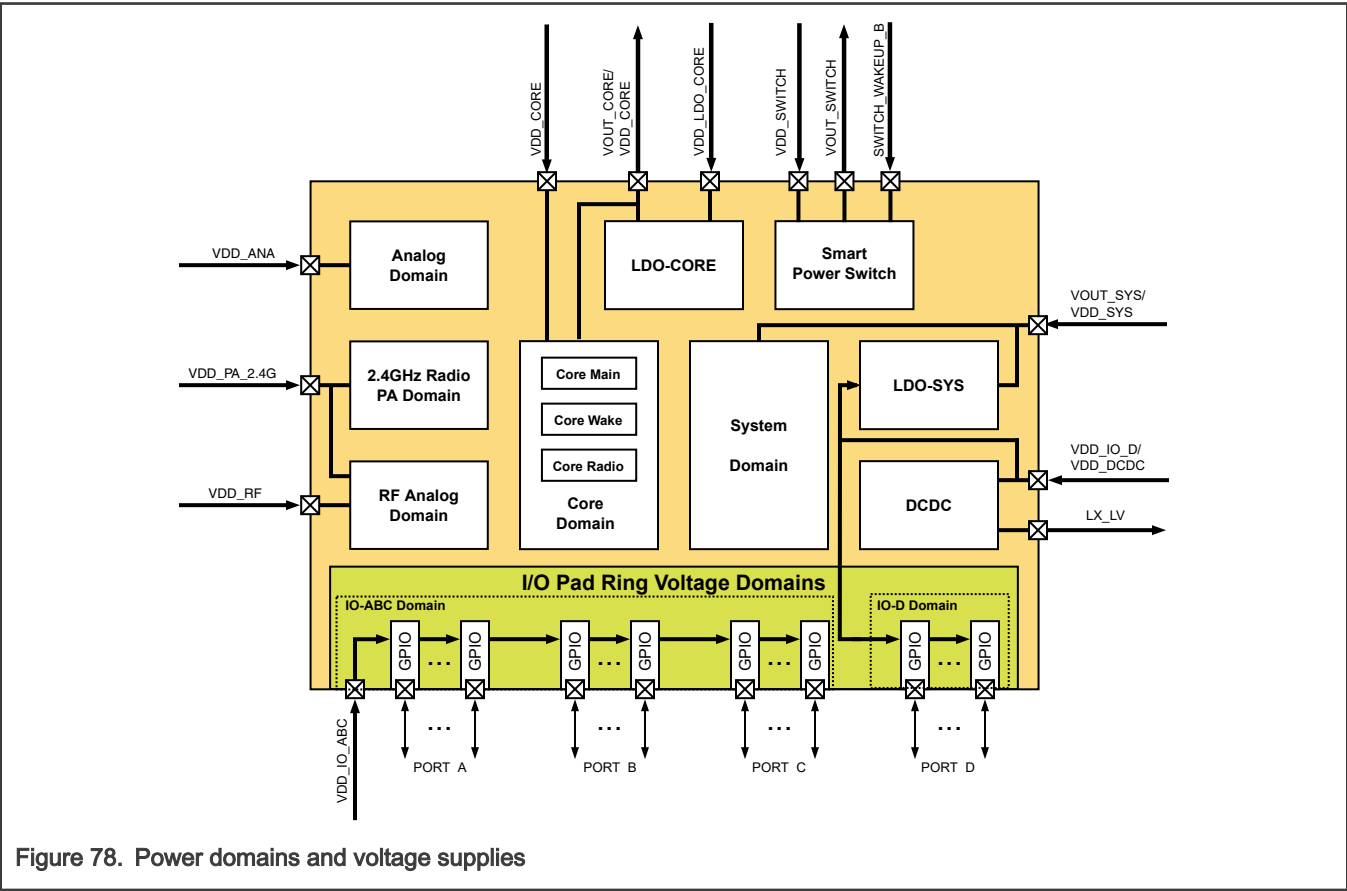 VDD_CORE
VOUT_CORE/
VDD_CORE
VDD_LDO_CORE
VDD_SWITCH
VOUT_SWITCH
SWITCH_WAKEUP_B
VDD_ANA
Analog
Domain
LDO-CORE
Smart
Power Switch
VOUT_SYS/
VDD_SYS
VDD_PA_2.4G
2.4GHz Radio
PA Domain
Core Main
Core Wake
Core Radio
Core
Domain
System
Domain
LDO-SYS
VDD_IO_D/
VDD_DCDC
VDD_RF
RF Analog
Domain
DCDC
LX_LV
I/O Pad Ring Voltage Domains
IO-ABC Domain
IO-D Domain
GPIO
...
GPIO
GPIO
...
GPIO
GPIO
...
GPIO
GPIO
...
GPIO
...
...
...
...
VDD_IO_ABC
PORT A
PORT B
PORT C
PORT D
Figure 78. Power domains and voltage supplies